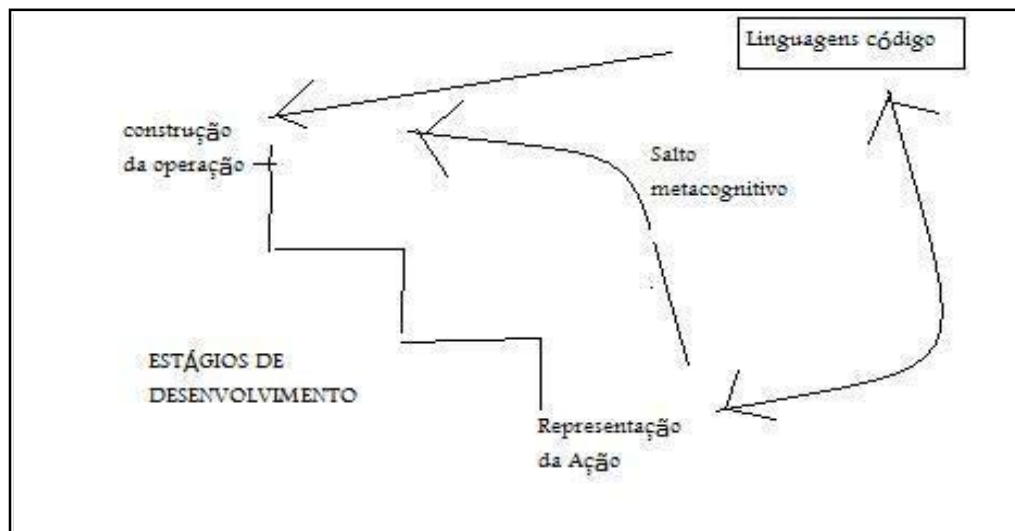 Linguagens código
construção
da operação
Salto
metacognitivo
ESTÁGIOS DE
DESENVOLVIMENTO
Representação
da Ação